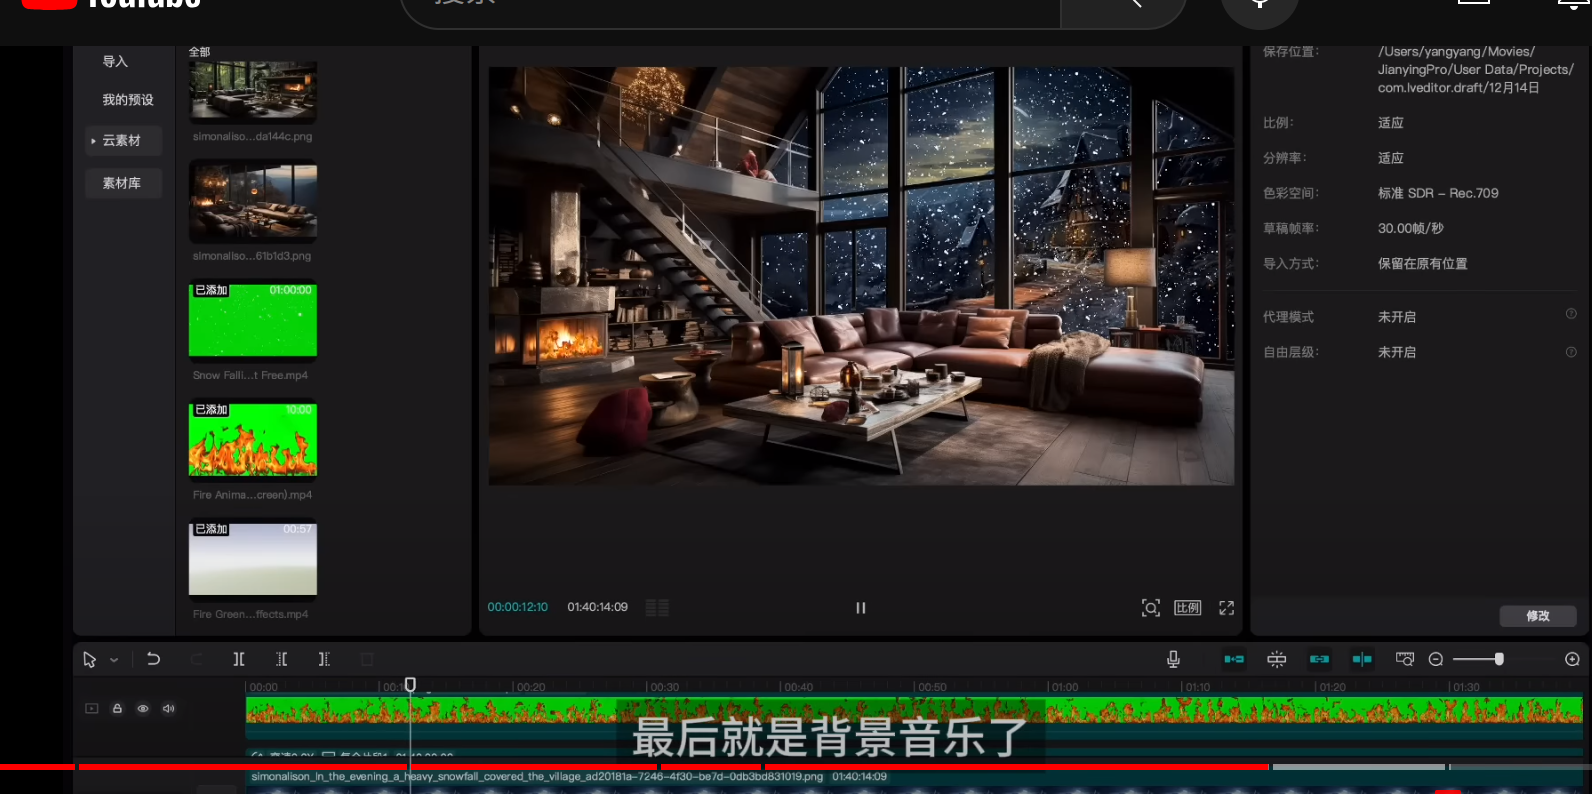 YouTube
搜索
导入
我的预设
云素材
素材库
全部
simonaliso...da144c.png
simonaliso...61b1d3.png
已添加 01:00:00
Snow Falli...t Free.mp4
已添加 10:00
Fire Anima...creen).mp4
已添加 00:57
Fire Green...ffects.mp4
00:00:12:10 01:40:14:09
比例
保存位置: /Users/yangyang/Movies/
JianyingPro/User Data/Projects/
com.lveditor.draft/12月14日
比例: 适应
分辨率: 适应
色彩空间: 标准 SDR – Rec.709
草稿帧率: 30.00帧/秒
导入方式: 保留在原有位置
代理模式 未开启
自由层级: 未开启
修改
00:00 00:20 00:30 00:40 00:50 01:00 01:10 01:20 01:30
最后就是背景音乐了
simonalison_In_the_evening_a_heavy_snowfall_covered_the_village_ad20181a-7246-4f30-be7d-0db3bd831019.png 01:40:14:09